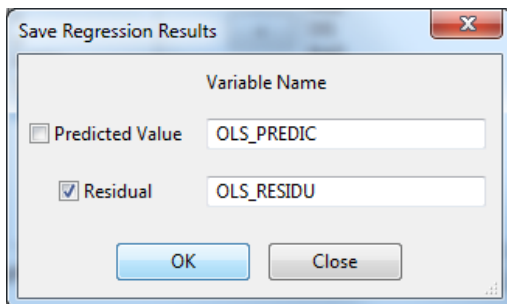 Save Regression Results
Variable Name
Predicted Value OLS_PREDIC
Residual OLS_RESIDU
OK Close